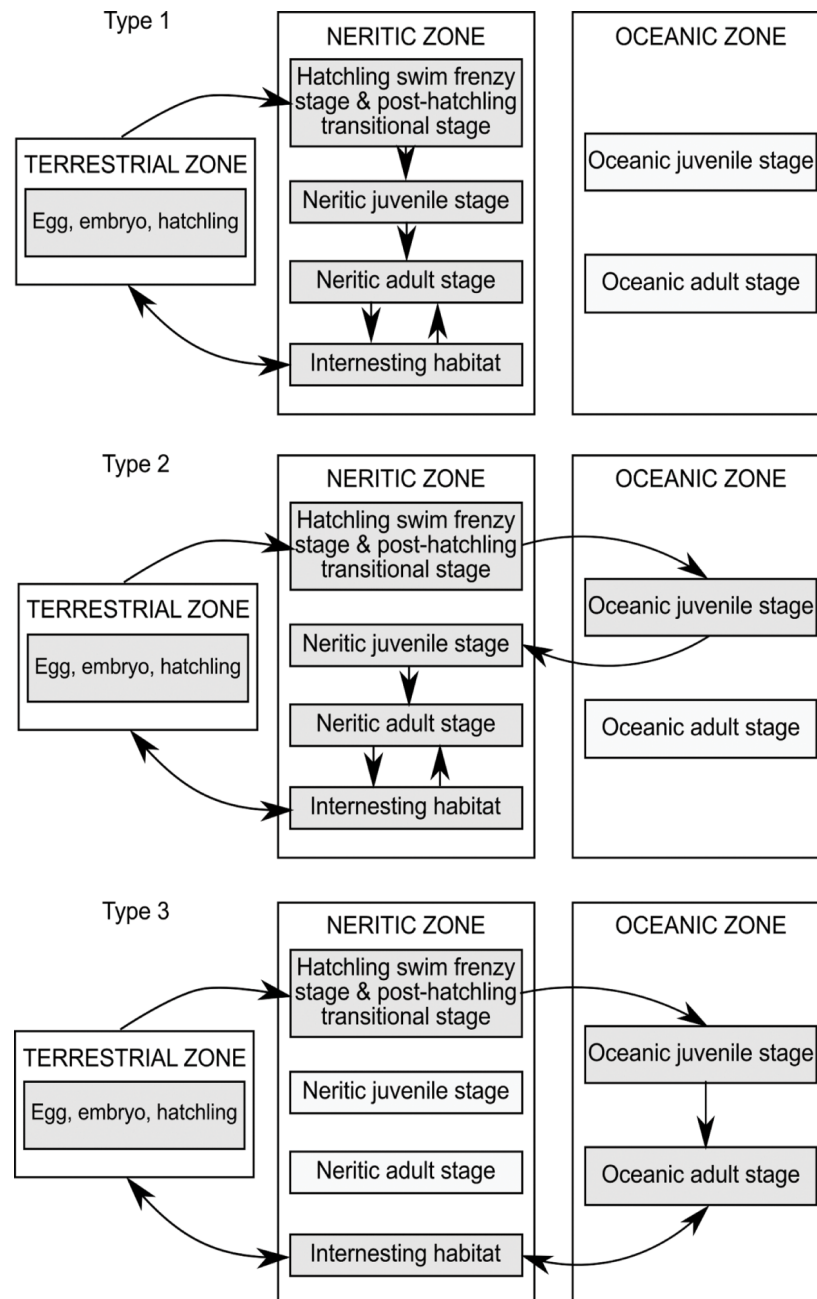 Type 1
NERITIC ZONE
OCEANIC ZONE
Hatchling swim frenzy
stage & post-hatchling
transitional stage
TERRESTRIAL ZONE
Egg, embryo, hatchling
Neritic juvenile stage
Neritic adult stage
Internesting habitat
Oceanic juvenile stage
Oceanic adult stage
Type 2
NERITIC ZONE
OCEANIC ZONE
Hatchling swim frenzy
stage & post-hatchling
transitional stage
TERRESTRIAL ZONE
Egg, embryo, hatchling
Neritic juvenile stage
Neritic adult stage
Internesting habitat
Oceanic juvenile stage
Oceanic adult stage
Type 3
NERITIC ZONE
OCEANIC ZONE
Hatchling swim frenzy
stage & post-hatchling
transitional stage
TERRESTRIAL ZONE
Egg, embryo, hatchling
Neritic juvenile stage
Neritic adult stage
Internesting habitat
Oceanic juvenile stage
Oceanic adult stage